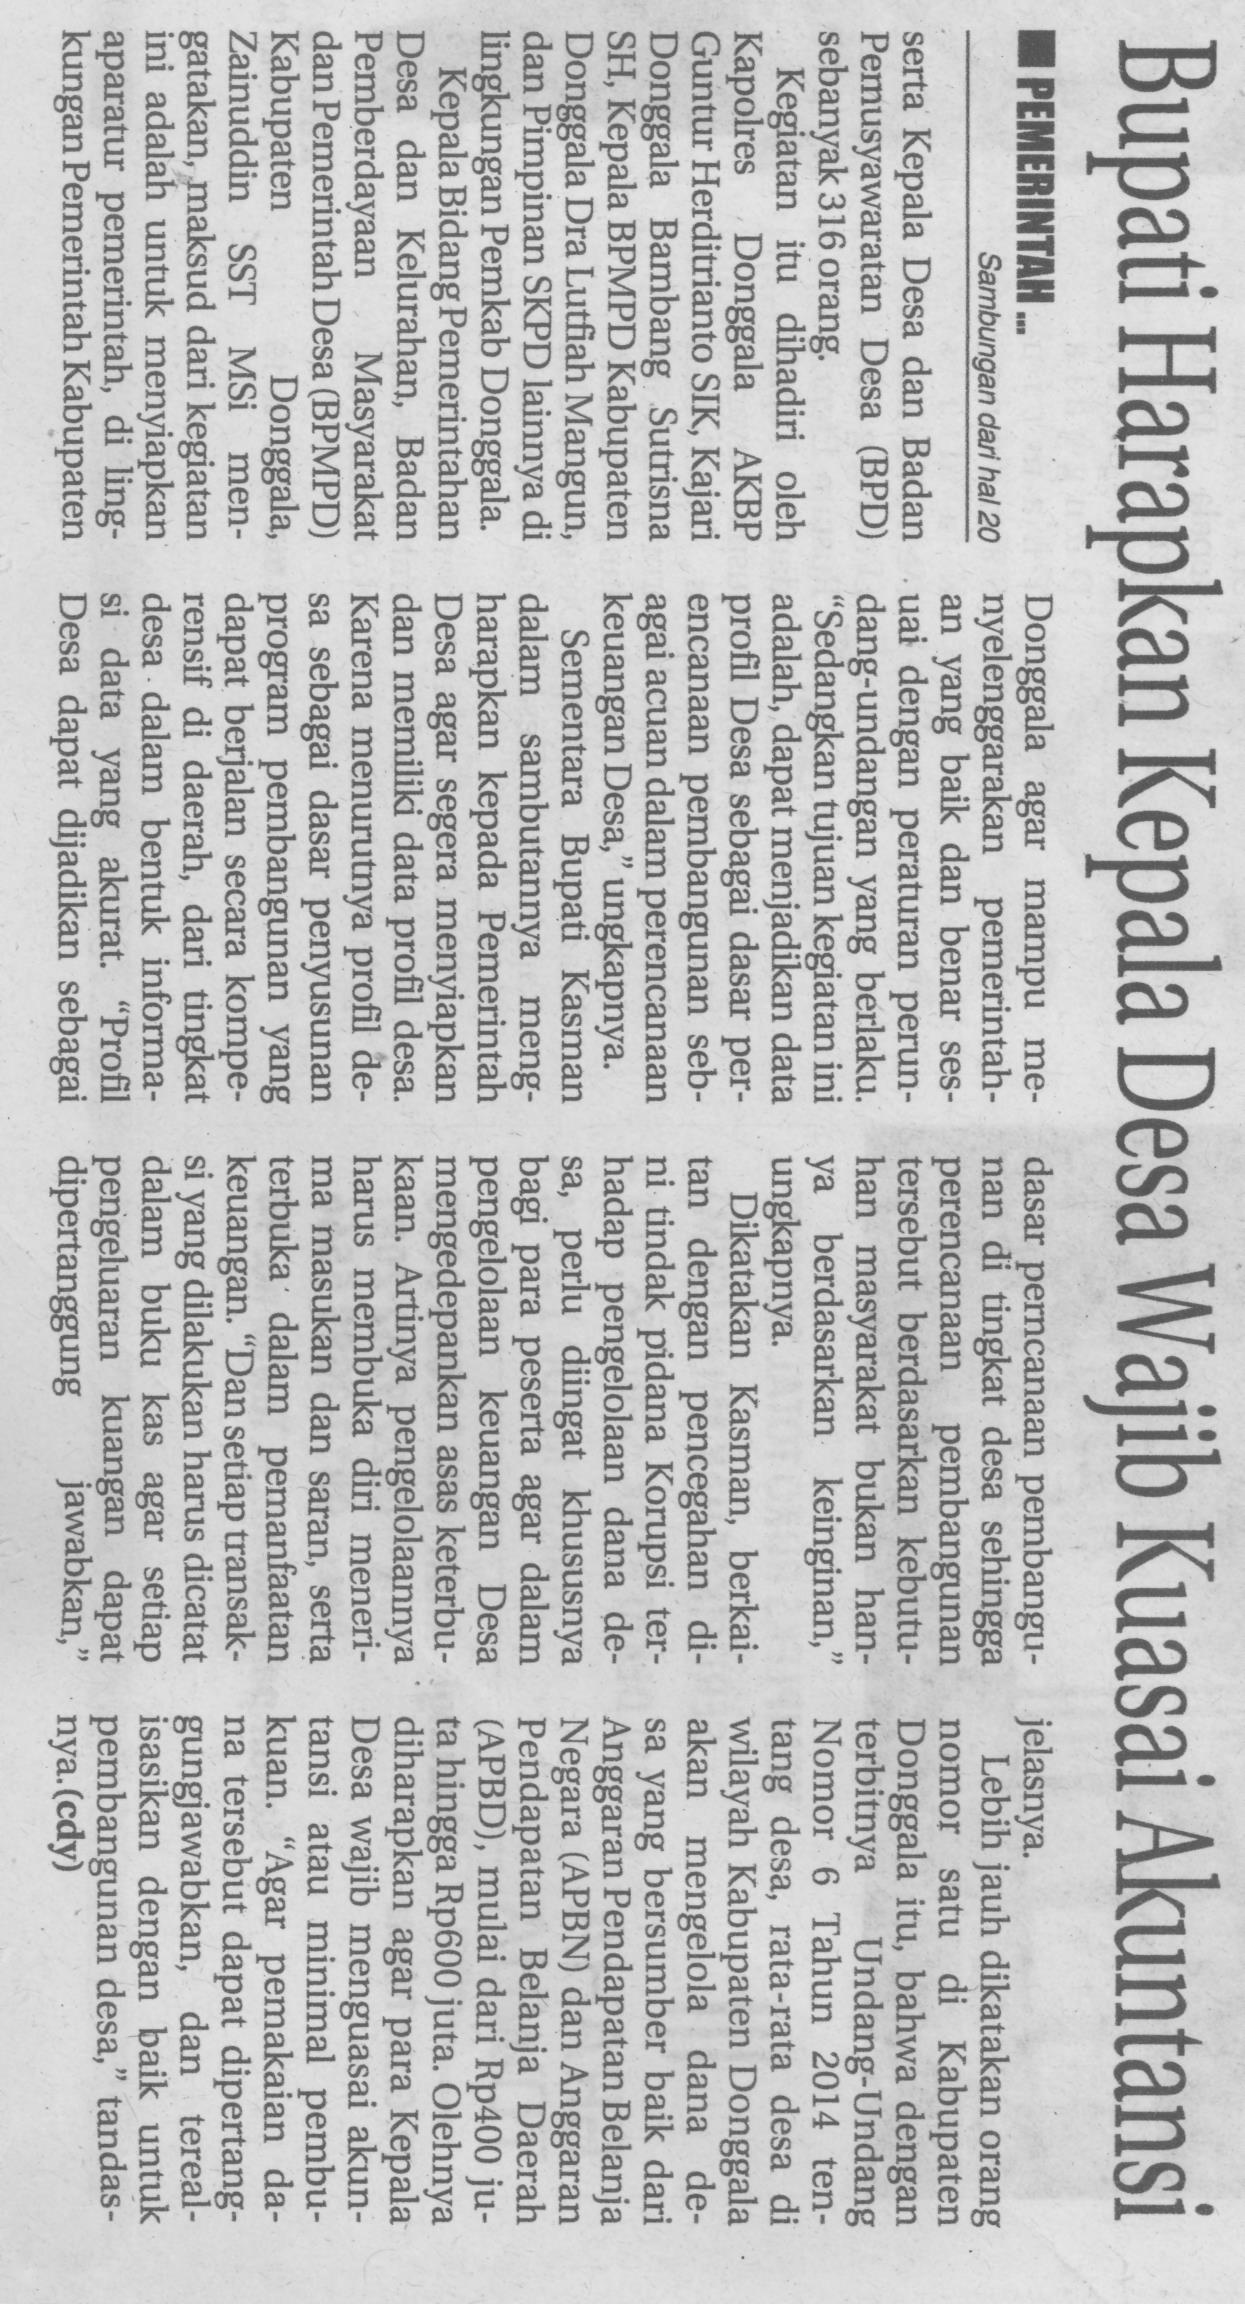 Bupati Harapkan Kepala Desa Wajib Kuasai Akuntansi
PEMERINTAH ...
Sambungan dari hal 20
serta Kepala Desa dan Badan
Pemusyawaratan Desa (BPD)
sebanyak 316 orang.
Kegiatan itu dihadiri oleh
Kapolres Donggala AKBP
Guntur Herditrianto SIK, Kajari
Donggala Bambang Sutrisna
SH, Kepala BPMPD Kabupaten
Donggala Dra Lutfiah Mangun,
dan Pimpinan SKPD lainnya di
lingkungan Pemkab Donggala.
Kepala Bidang Pemerintahan
Desa dan Kelurahan, Badan
Pemberdayaan Masyarakat
dan Pemerintah Desa (BPMPD)
Kabupaten Donggala,
Zainuddin SST MSi men-
gatakan, maksud dari kegiatan
ini adalah untuk menyiapkan
aparatur pemerintah, di ling-
kungan Pemerintah Kabupaten
Donggala agar mampu me-
nyelenggarakan pemerintah-
an yang baik dan benar ses-
uai dengan peraturan perun-
dang-undangan yang berlaku.
“Sedangkan tujuan kegiatan ini
adalah, dapat menjadikan data
profil Desa sebagai dasar per-
encanaan pembangunan seb-
agai acuan dalam perencanaan
keuangan Desa,” ungkapnya.
Sementara Bupati Kasman
dalam sambutannya meng-
harapkan kepada Pemerintah
Desa agar segera menyiapkan
dan memiliki data profil desa.
Karena menurutnya profil de-
sa sebagai dasar penyusunan
program pembangunan yang
dapat berjalan secara kompe-
rensif di daerah, dari tingkat
desa dalam bentuk informa-
si data yang akurat. “Profil
Desa dapat dijadikan sebagai
dasar perncanaan pembangu-
nan di tingkat desa sehingga
perencanaan pembangunan
tersebut berdasarkan kebutu-
han masyarakat bukan han-
ya berdasarkan keinginan,”
ungkapnya.
Dikatakan Kasman, berkai-
tan dengan pencegahan di-
ni tindak pidana Korupsi ter-
hadap pengelolaan dana de-
sa, perlu diingat khususnya
bagi para peserta agar dalam
pengelolaan keuangan Desa
mengedepankan asas keterbu-
kaan. Artinya pengelolaannya
harus membuka diri meneri-
ma masukan dan saran, serta
terbuka dalam pemanfaatan
keuangan. “Dan setiap transak-
si yang dilakukan harus dicatat
dalam buku kas agar setiap
pengeluaran kuangan dapat
dipertanggung jawabkan,”
jelasnya.
Lebih jauh dikatakan orang
nomor satu di Kabupaten
Donggala itu, bahwa dengan
terbitnya Undang-Undang
Nomor 6 Tahun 2014 ten-
tang desa, rata-rata desa di
wilayah Kabupaten Donggala
akan mengelola dana de-
sa yang bersumber baik dari
Anggaran Pendapatan Belanja
Negara (APBN) dan Anggaran
Pendapatan Belanja Daerah
(APBD), mulai dari Rp400 ju-
ta hingga Rp600 juta. Olehnya
diharapkan agar para Kepala
Desa wajib menguasai akun-
tansi atau minimal pembu-
kuan. “Agar pemakaian da-
na tersebut dapat dipertang-
gungjawabkan, dan tereal-
isasikan dengan baik untuk
pembangunan desa,” tandas-
nya.(cdy)